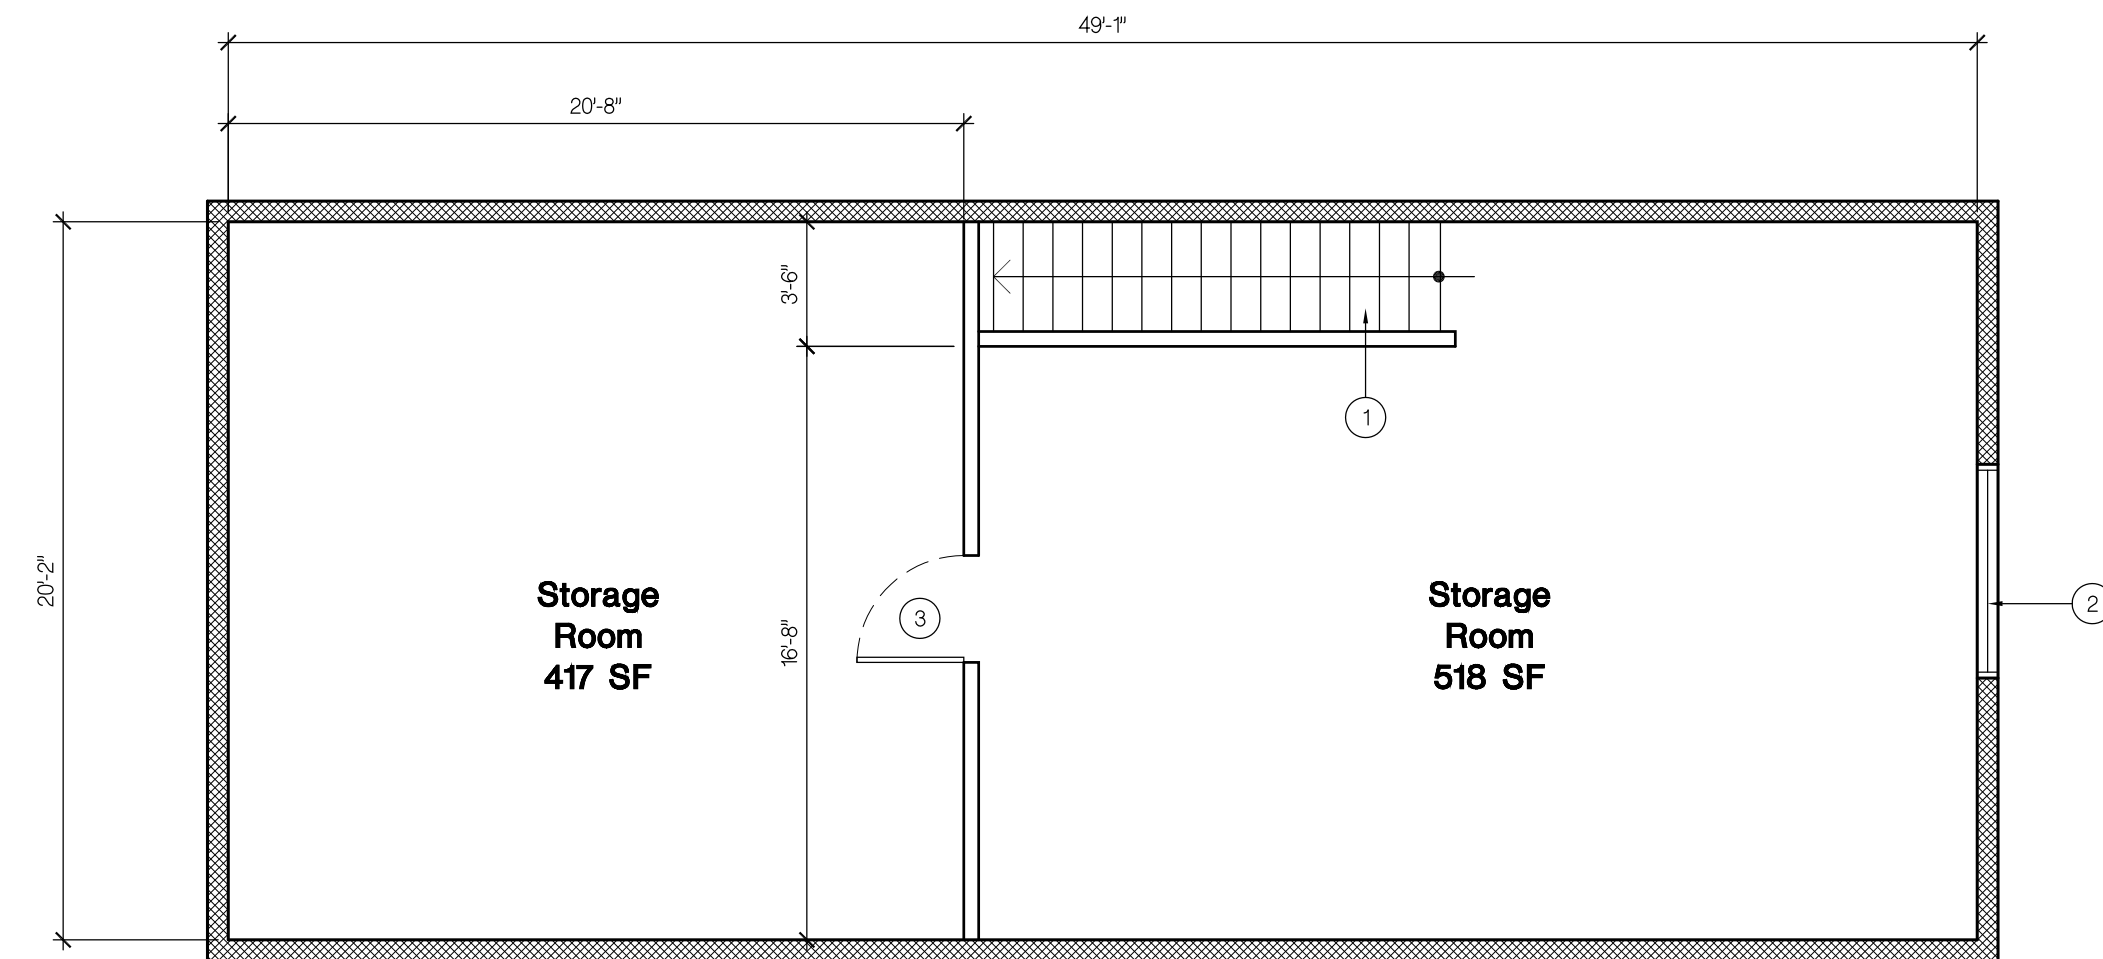 49'-1"
20'-8"
3'-6"
1
20'-2"
Storage
Room
417 SF
16'-8"
3
Storage
Room
518 SF
2